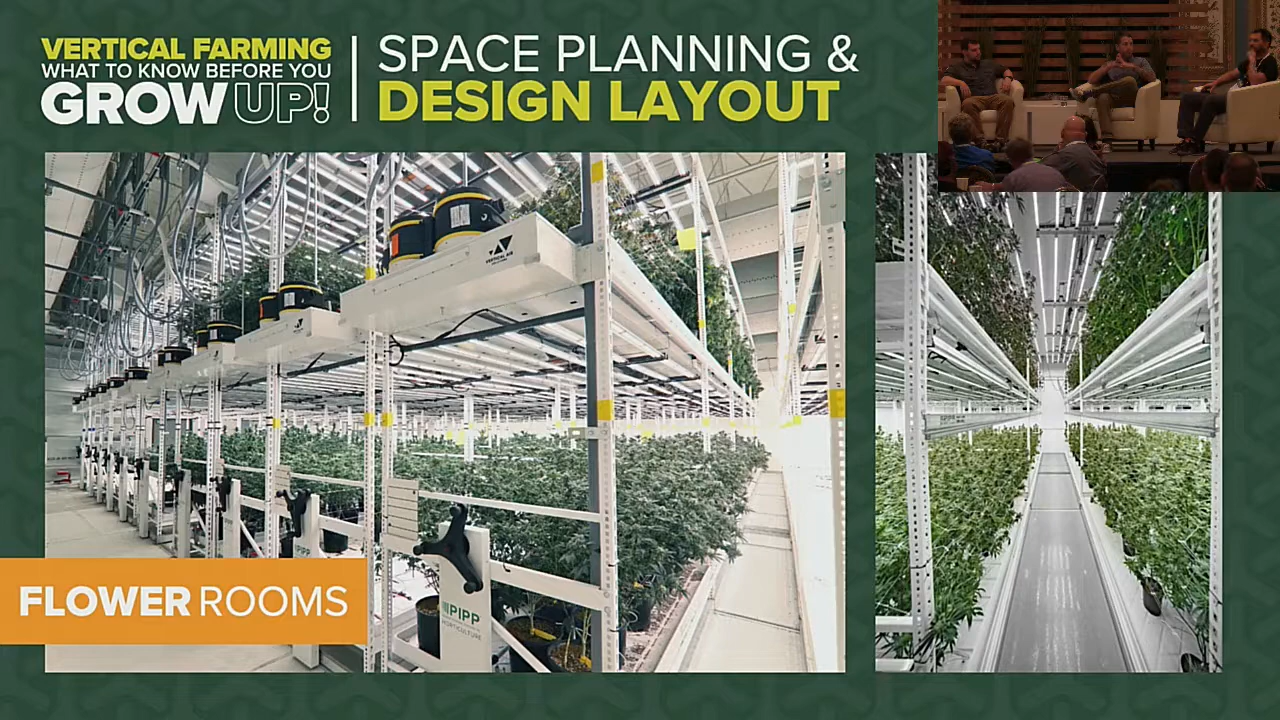 VERTICAL FARMING
WHAT TO KNOW BEFORE YOU
GROW UP!
SPACE PLANNING &
DESIGN LAYOUT
VERTICAL AIR
FLOWER ROOMS
PIPP
HORTICULTURE